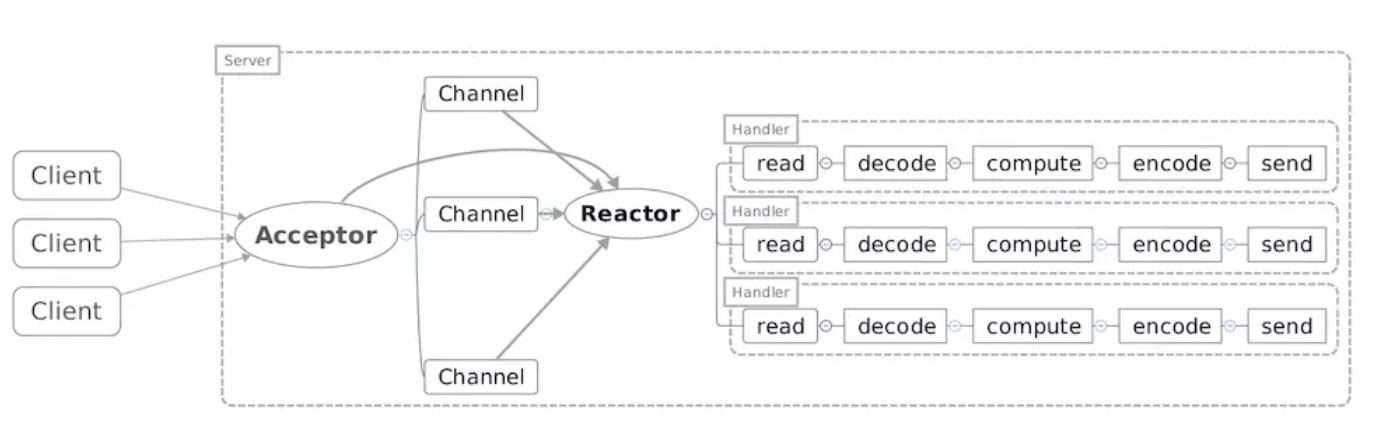 Server
Client
Client
Client
Acceptor
Channel
Channel
Channel
Reactor
Handler
read decode compute encode send
Handler
read decode compute encode send
Handler
read decode compute encode send